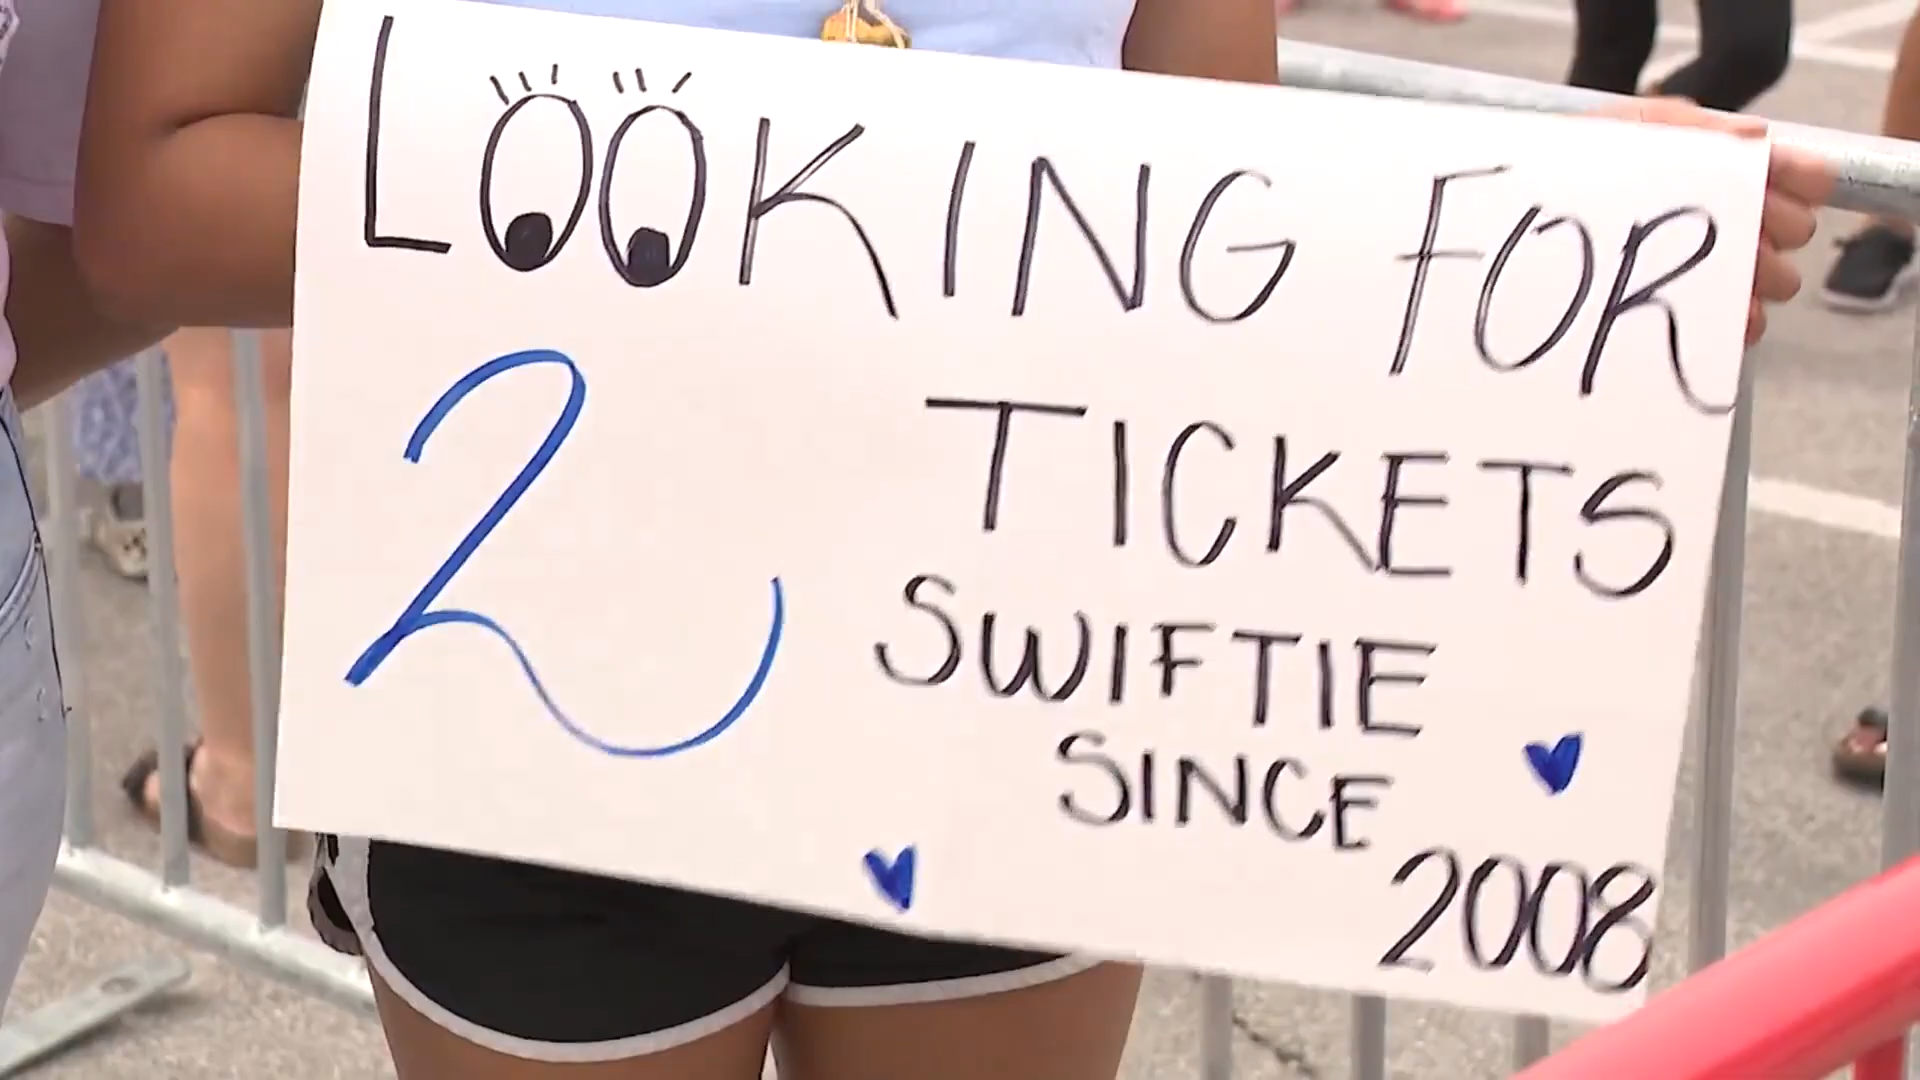 LOOKING FOR
2 TICKETS
SWIFTIE
SINCE
2008